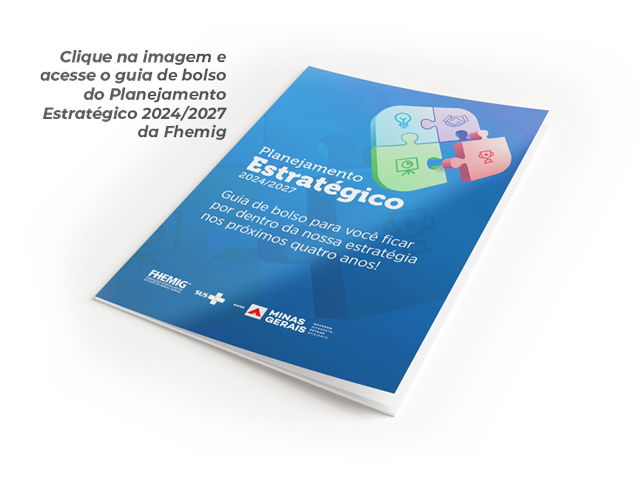 Clique na imagem e
acesse o guia de bolso
do Planejamento
Estratégico 2024/2027
da Fhemig
Planejamento
Estratégico
2024/2027
Guia de bolso para você ficar
por dentro da nossa estratégia
nos próximos quatro anos!
FHEMIG
SUS
MINAS
GERAIS